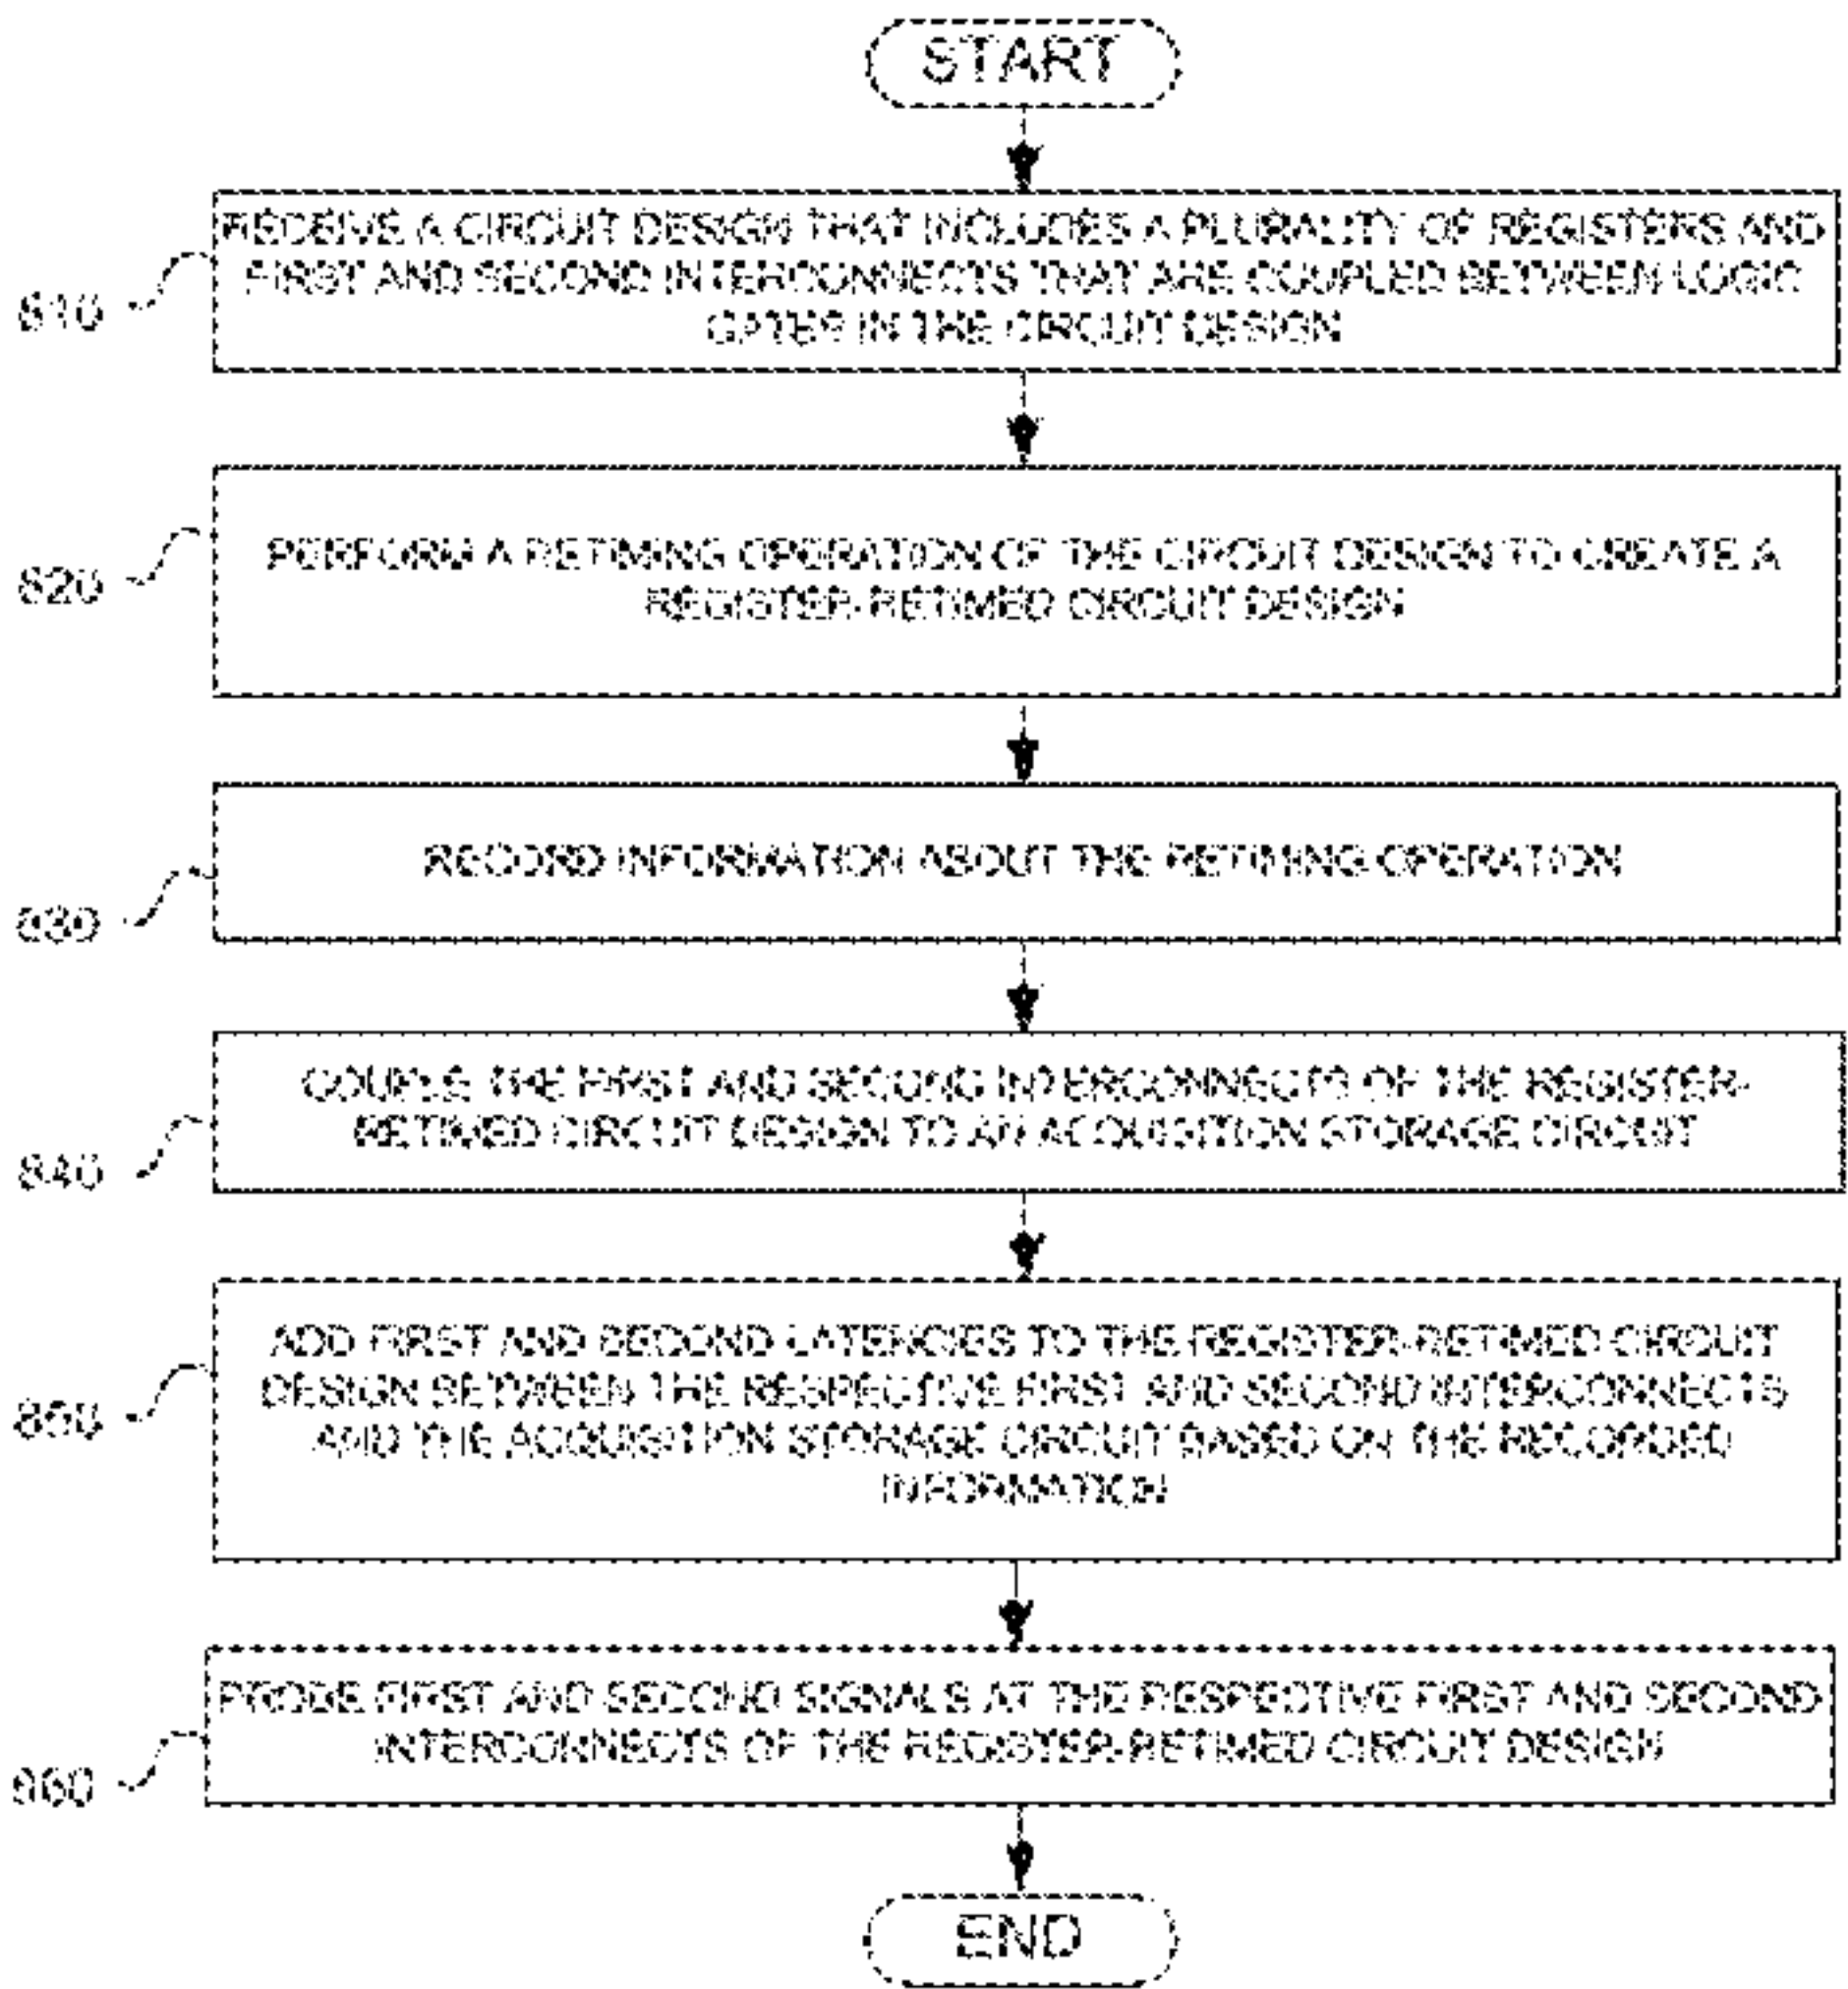 START
RECEIVE A CIRCUIT DESIGN THAT INCLUDES A PLURALITY OF REGISTERS AND
FIRST AND SECOND INTERCONNECTS THAT ARE COUPLED BETWEEN LOGIC
GATES IN THE CIRCUIT DESIGN
810
PERFORM A RETIMING OPERATION OF THE CIRCUIT DESIGN TO CREATE A
REGISTER-RETIMED CIRCUIT DESIGN
820
RECORD INFORMATION ABOUT THE RETIMING OPERATION
830
COUPLE THE FIRST AND SECOND INTERCONNECTS OF THE REGISTER-
RETIMED CIRCUIT DESIGN TO AN ACQUISITION STORAGE CIRCUIT
840
ADD FIRST AND SECOND LATENCIES TO THE REGISTER-RETIMED CIRCUIT
DESIGN BETWEEN THE RESPECTIVE FIRST AND SECOND INTERCONNECTS
AND THE ACQUISITION STORAGE CIRCUIT BASED ON THE RECORDED
INFORMATION
850
PROBE FIRST AND SECOND SIGNALS AT THE RESPECTIVE FIRST AND SECOND
INTERCONNECTS OF THE REGISTER-RETIMED CIRCUIT DESIGN
860
END